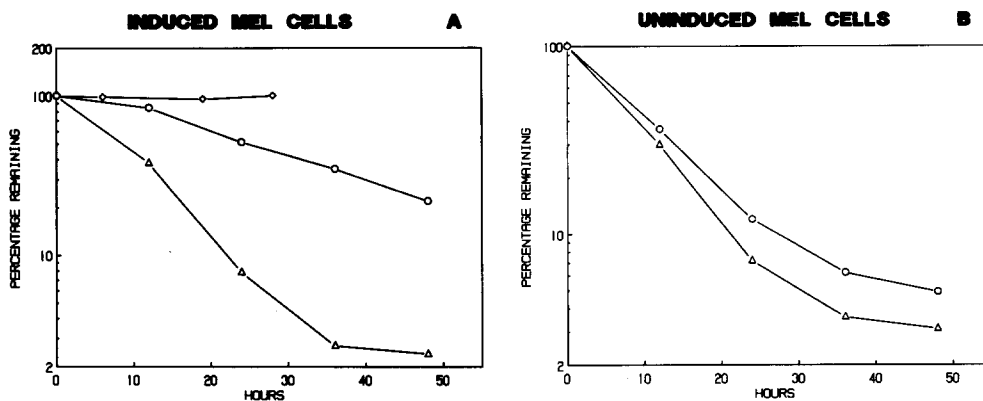 INDUCED MEL CELLS A
200
100
10
2
PERCENTAGE REMAINING
0 10 20 30 40 50
HOURS
UNINDUCED MEL CELLS B
100
10
2
PERCENTAGE REMAINING
0 10 20 30 40 50
HOURS